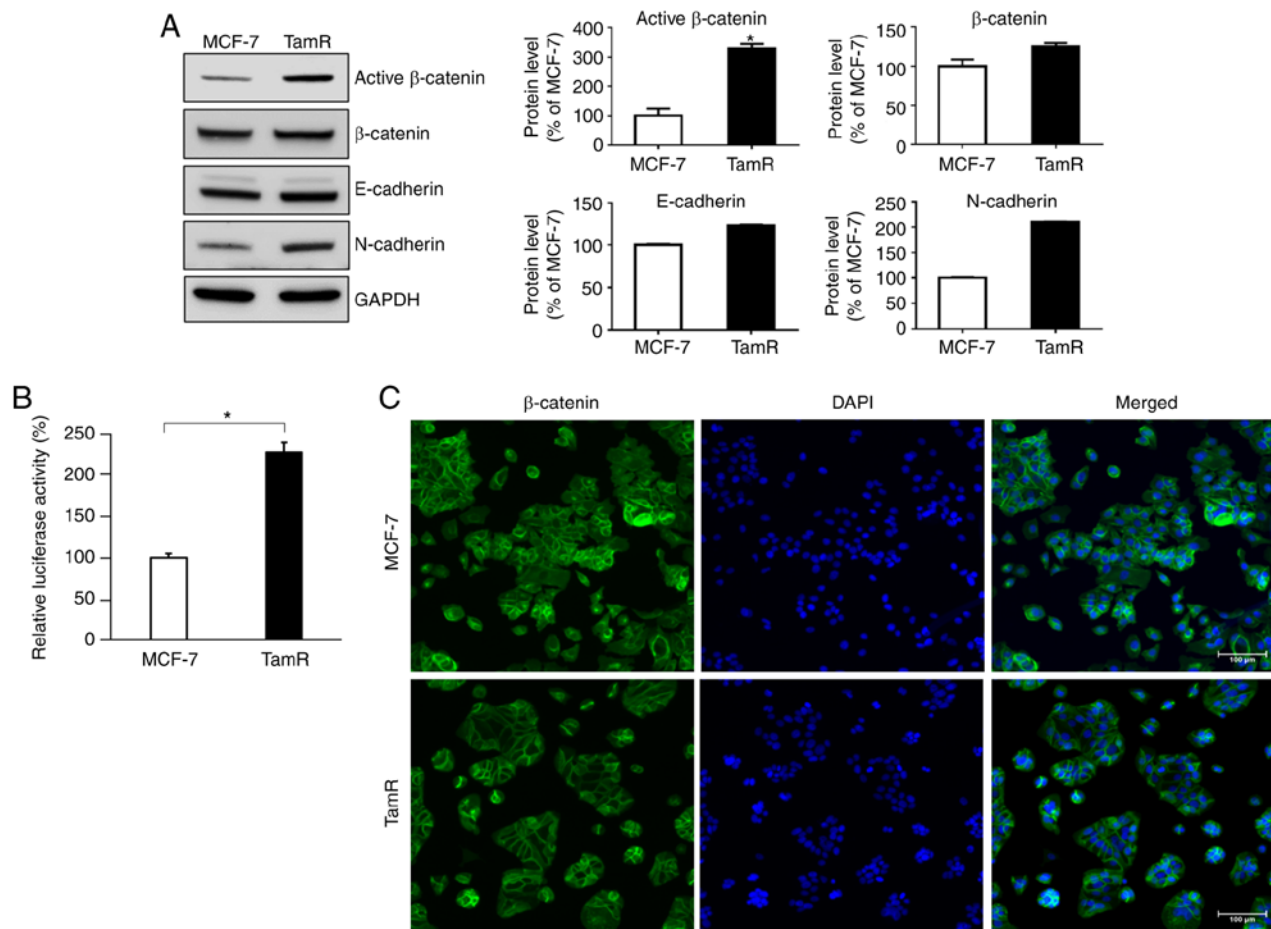 A
MCF-7 TamR
Active β-catenin
β-catenin
E-cadherin
N-cadherin
GAPDH
Active β-catenin
Protein level
(% of MCF-7)
400
300
200
100
0
*
MCF-7 TamR
β-catenin
Protein level
(% of MCF-7)
150
100
50
0
MCF-7 TamR
E-cadherin
Protein level
(% of MCF-7)
150
100
50
0
MCF-7 TamR
N-cadherin
Protein level
(% of MCF-7)
250
200
150
100
50
0
MCF-7 TamR
B
Relative luciferase activity (%)
250
200
150
100
50
0
*
MCF-7 TamR
C
β-catenin DAPI Merged
MCF-7
100 µm
TamR
100 µm